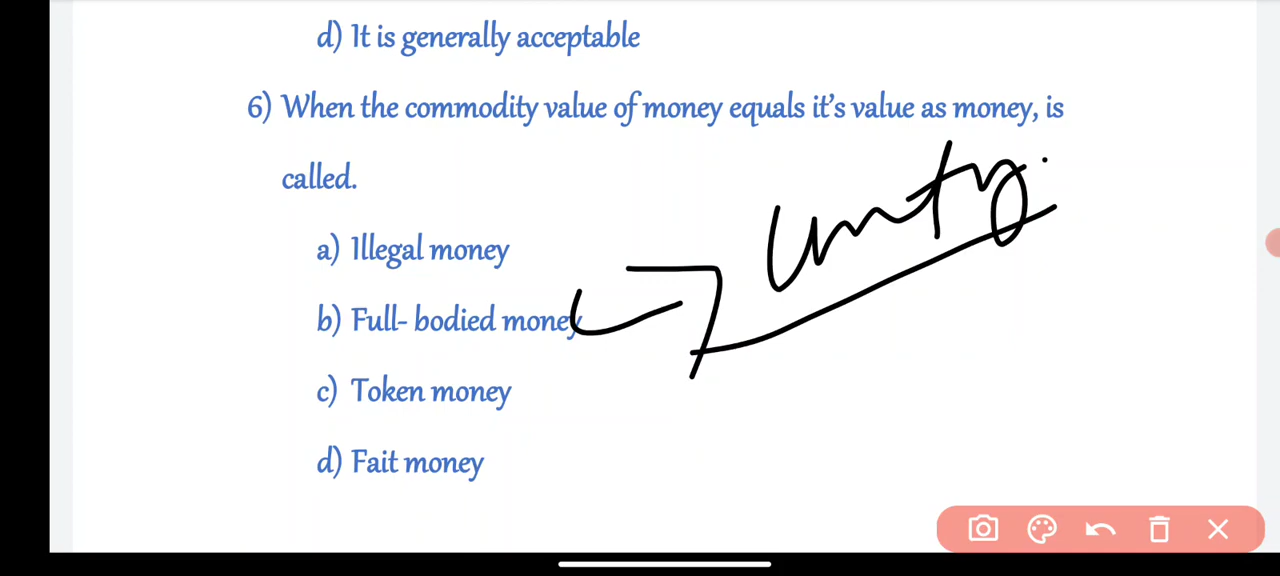 d) It is generally acceptable
6) When the commodity value of money equals it's value as money, is
called.
a) Illegal money
b) Full- bodied money
c) Token money
d) Fait money